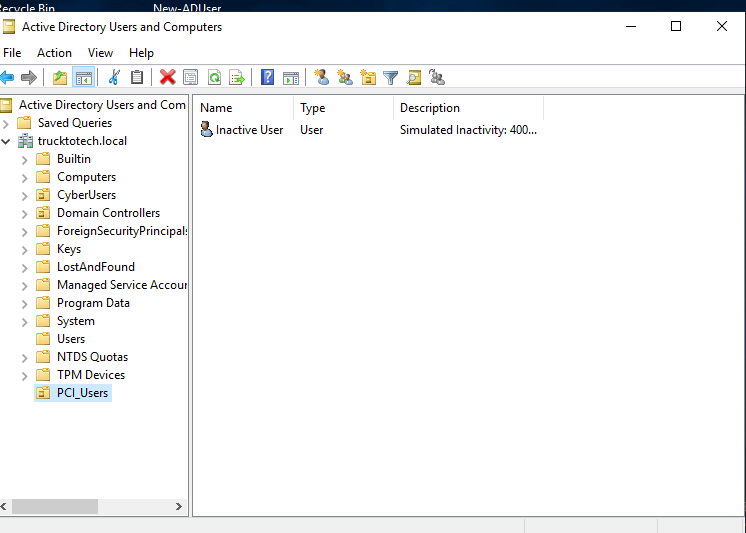 Recycle Bin New-ADUser
Active Directory Users and Computers
File Action View Help
Active Directory Users and Com
Saved Queries
trucktotech.local
Builtin
Computers
CyberUsers
Domain Controllers
ForeignSecurityPrincipals
Keys
LostAndFound
Managed Service Accour
Program Data
System
Users
NTDS Quotas
TPM Devices
PCI_Users
Name Type Description
Inactive User User Simulated Inactivity: 400...